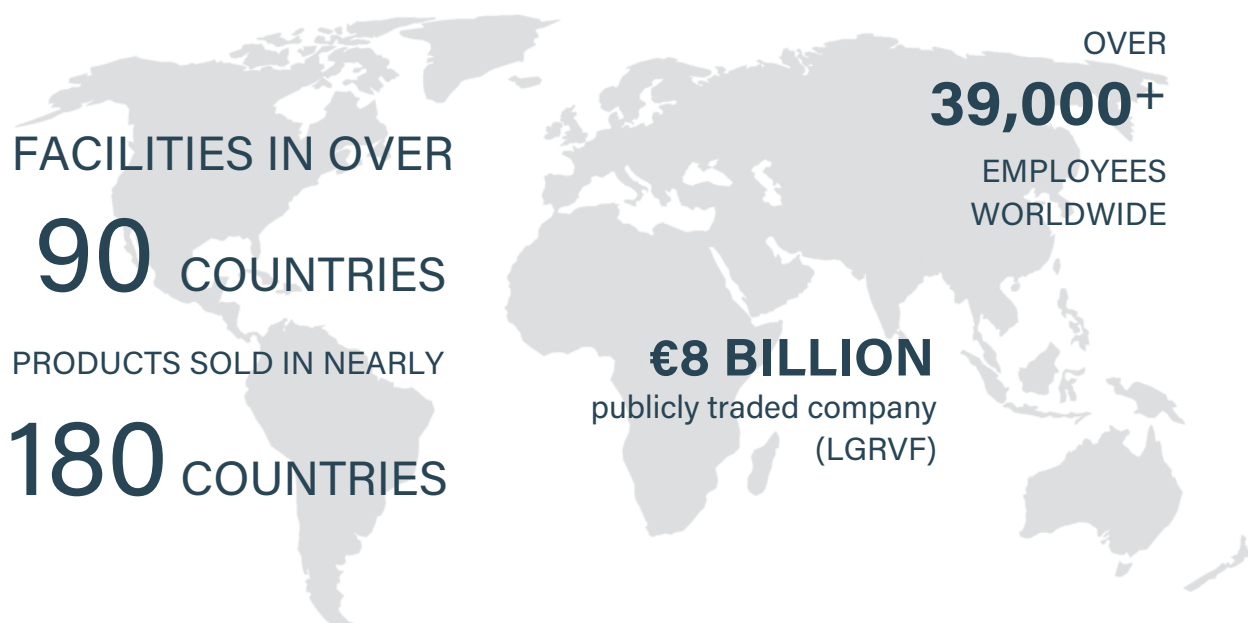 FACILITIES IN OVER
90 COUNTRIES
PRODUCTS SOLD IN NEARLY
180 COUNTRIES
OVER
39,000+
EMPLOYEES
WORLDWIDE
€8 BILLION
publicly traded company
(LGRVF)